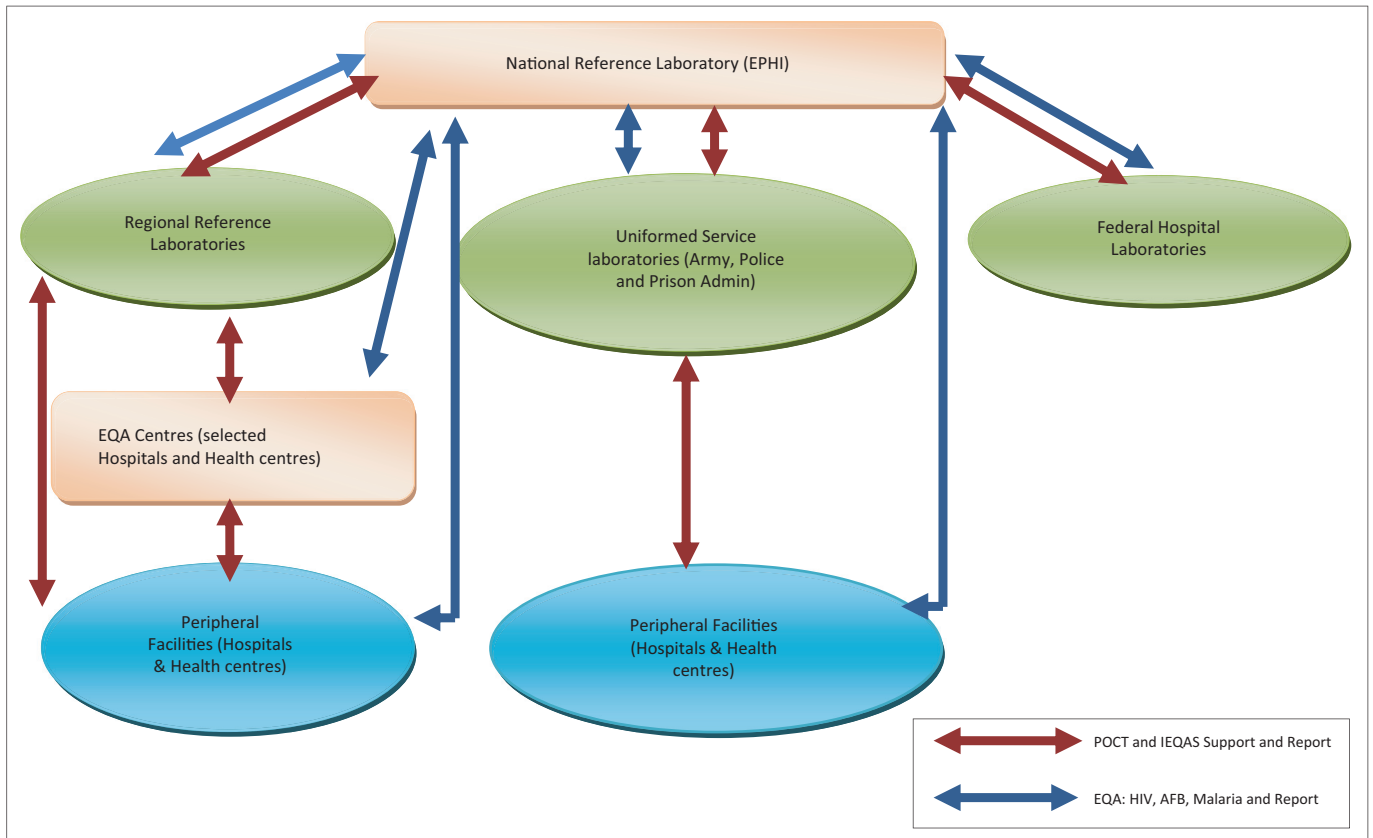 National Reference Laboratory (EPHI)
Regional Reference
Laboratories
Uniformed Service
laboratories (Army, Police
and Prison Admin)
Federal Hospital
Laboratories
EQA Centres (selected
Hospitals and Health centres)
Peripheral
Facilities (Hospitals
& Health centres)
Peripheral Facilities
(Hospitals & Health
centres)
POCT and IEQAS Support and Report
EQA: HIV, AFB, Malaria and Report